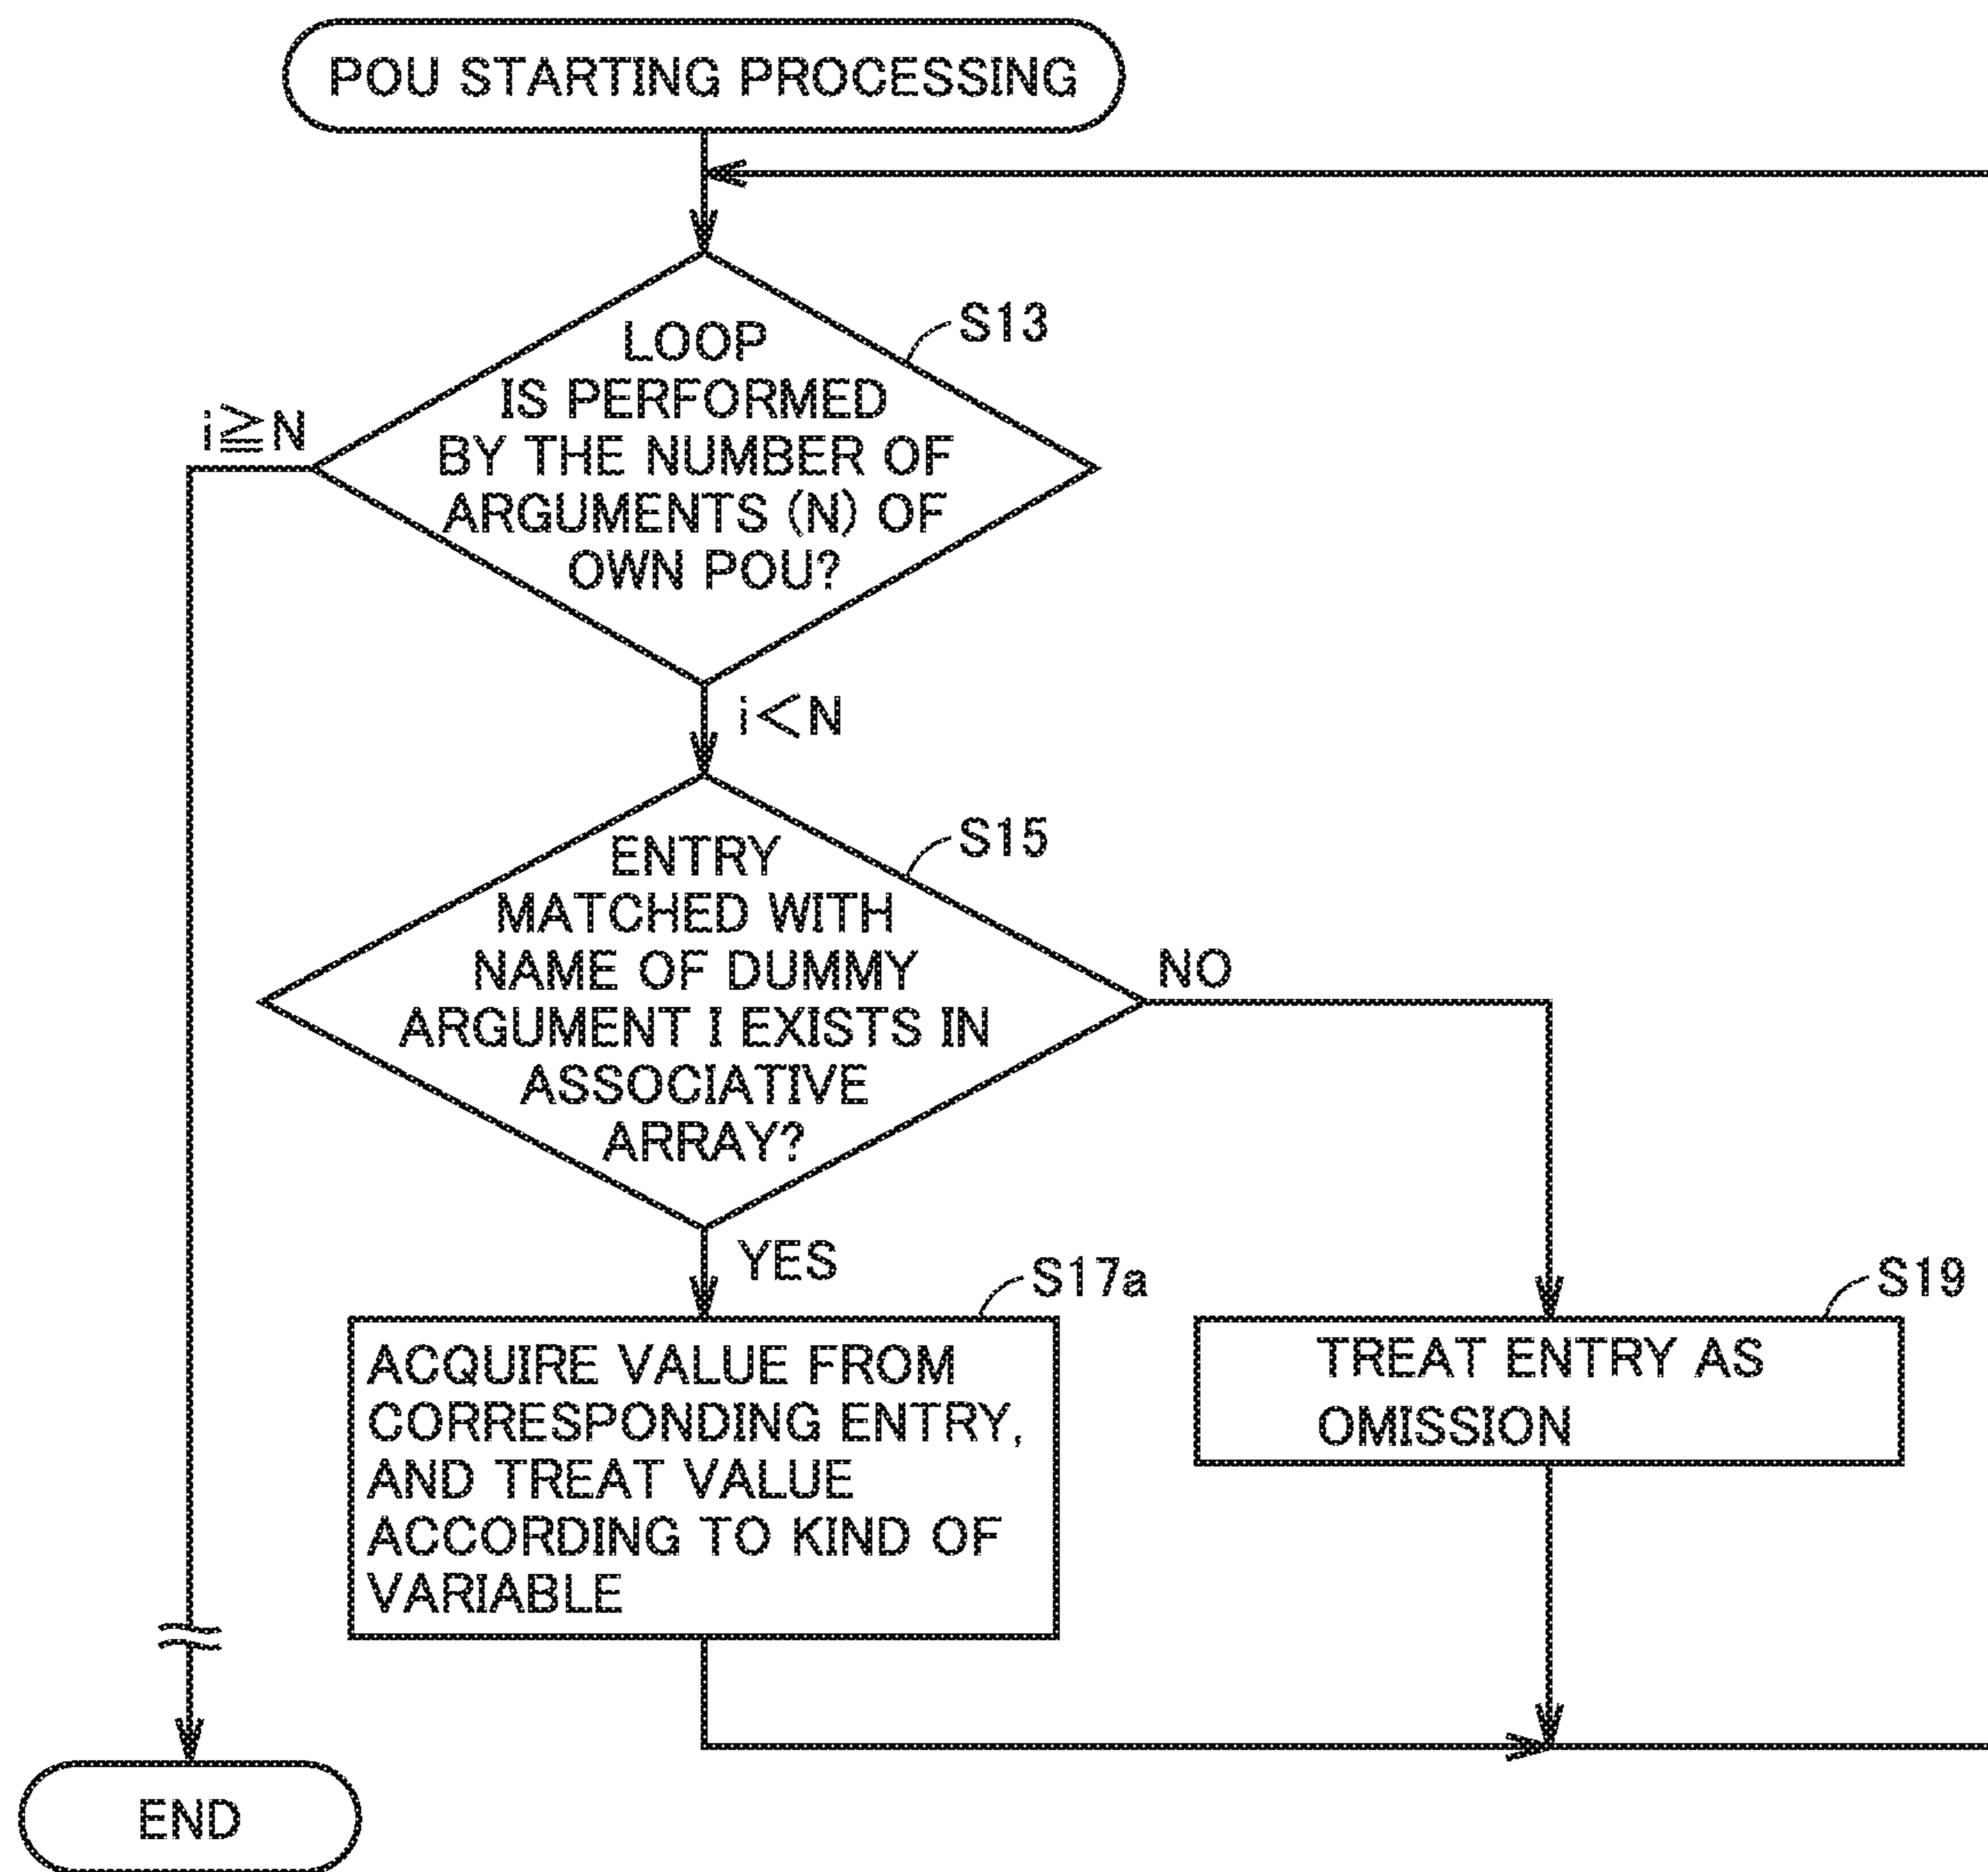 POU STARTING PROCESSING
S13
LOOP
IS PERFORMED
BY THE NUMBER OF
ARGUMENTS (N) OF
OWN POU?
i≧N
i<N
S15
ENTRY
MATCHED WITH
NAME OF DUMMY
ARGUMENT I EXISTS IN
ASSOCIATIVE
ARRAY?
NO
YES
S17a
ACQUIRE VALUE FROM
CORRESPONDING ENTRY,
AND TREAT VALUE
ACCORDING TO KIND OF
VARIABLE
S19
TREAT ENTRY AS
OMISSION
END